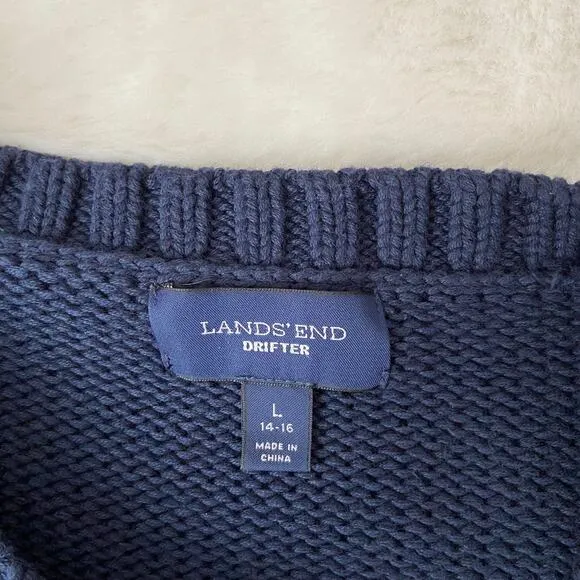 LANDS' END
DRIFTER
L
14-16
MADE IN
CHINA